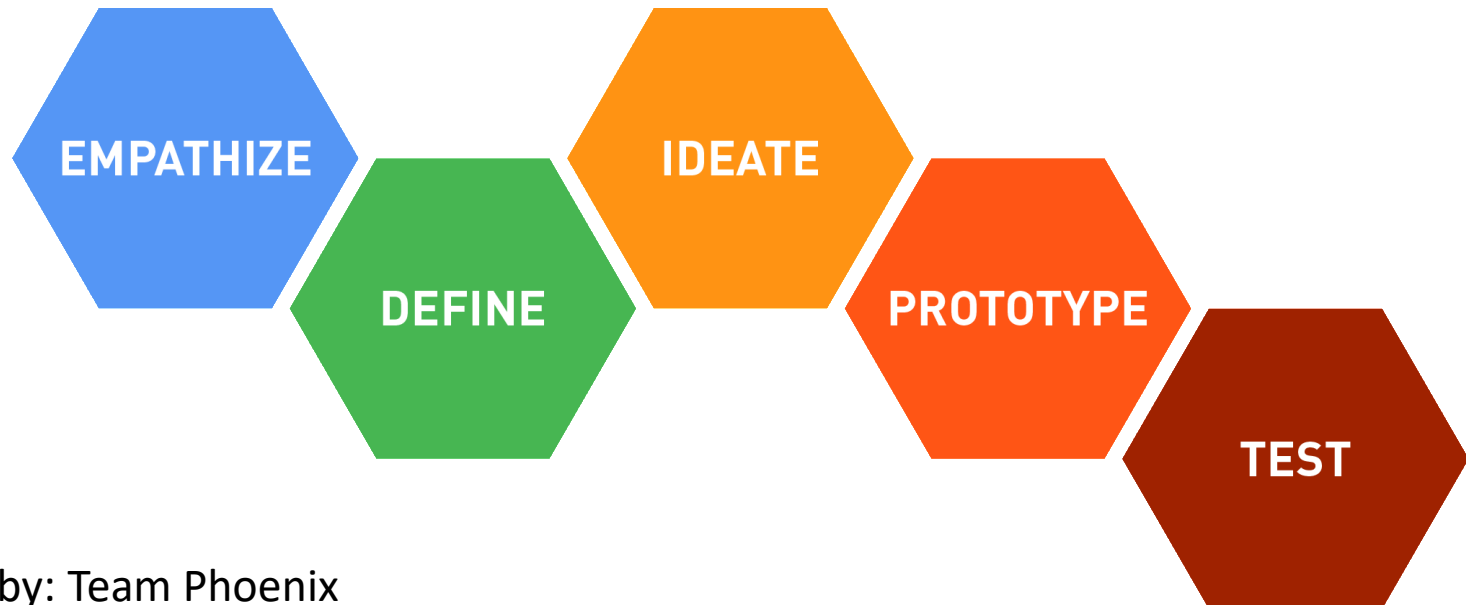 EMPATHIZE
DEFINE
IDEATE
PROTOTYPE
TEST
by: Team Phoenix